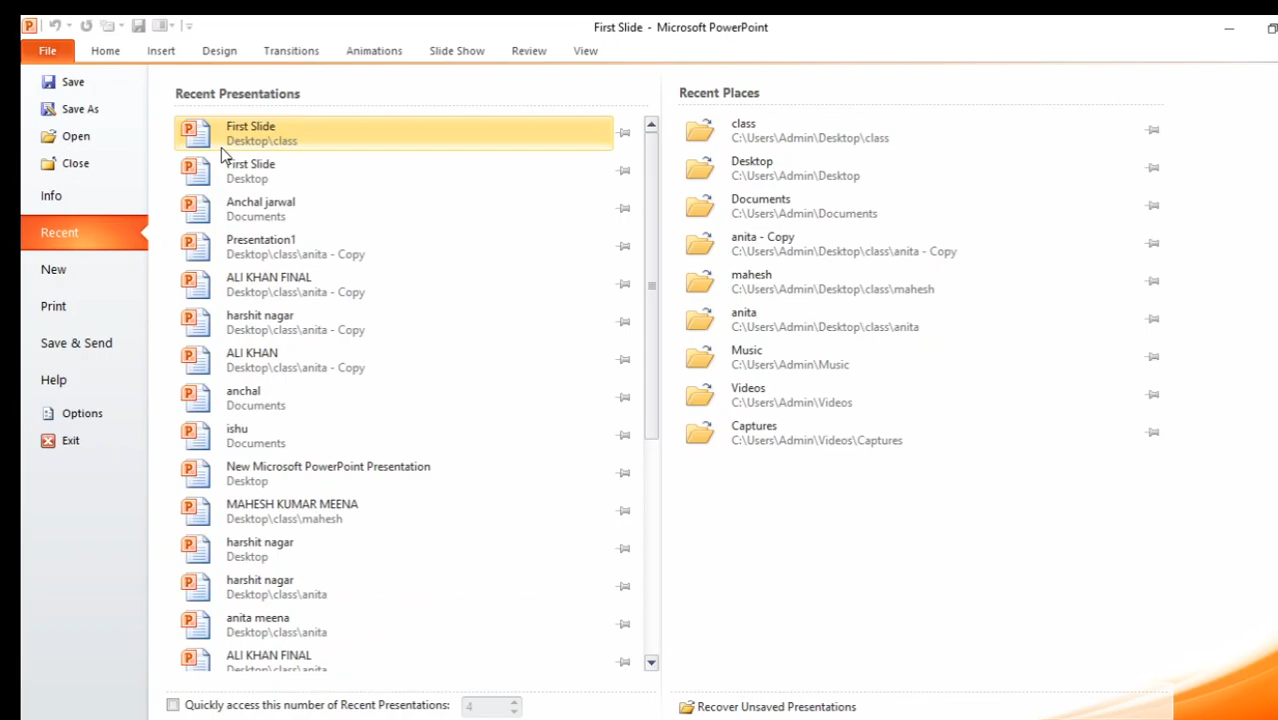 First Slide - Microsoft PowerPoint
File Home Insert Design Transitions Animations Slide Show Review View
Save
Save As
Open
Close
Info
Recent
New
Print
Save & Send
Help
Options
Exit
Recent Presentations
First Slide
Desktop\class
First Slide
Desktop
Anchal jarwal
Documents
Presentation1
Desktop\class\anita - Copy
ALI KHAN FINAL
Desktop\class\anita - Copy
harshit nagar
Desktop\class\anita - Copy
ALI KHAN
Desktop\class\anita - Copy
anchal
Documents
ishu
Documents
New Microsoft PowerPoint Presentation
Desktop
MAHESH KUMAR MEENA
Desktop\class\mahesh
harshit nagar
Desktop
harshit nagar
Desktop\class\anita
anita meena
Desktop\class\anita
ALI KHAN FINAL
Desktop\class\anita
Quickly access this number of Recent Presentations: 4
Recent Places
class
C:\Users\Admin\Desktop\class
Desktop
C:\Users\Admin\Desktop
Documents
C:\Users\Admin\Documents
anita - Copy
C:\Users\Admin\Desktop\class\anita - Copy
mahesh
C:\Users\Admin\Desktop\class\mahesh
anita
C:\Users\Admin\Desktop\class\anita
Music
C:\Users\Admin\Music
Videos
C:\Users\Admin\Videos
Captures
C:\Users\Admin\Videos\Captures
Recover Unsaved Presentations